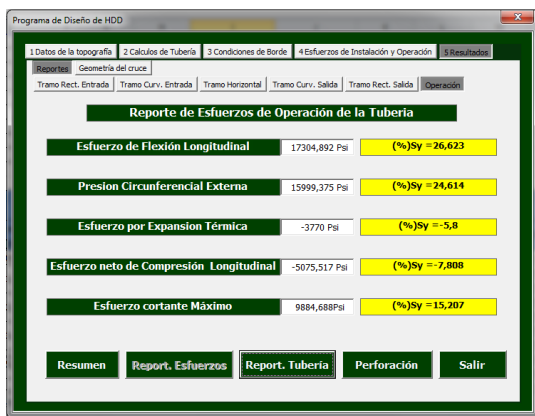 Programa de Diseño de HDD
1 Datos de la topografía 2 Calculos de Tubería 3 Condiciones de Borde 4 Esfuerzos de Instalación y Operación 5 Resultados
Reportes Geometría del cruce
Tramo Rect. Entrada Tramo Curv. Entrada Tramo Horizontal Tramo Curv. Salida Tramo Rect. Salida Operación
Reporte de Esfuerzos de Operación de la Tuberia
Esfuerzo de Flexión Longitudinal 17304,892 Psi (%)Sy =26,623
Presion Circunferencial Externa 15999,375 Psi (%)Sy =24,614
Esfuerzo por Expansion Térmica -3770 Psi (%)Sy =-5,8
Esfuerzo neto de Compresión Longitudinal -5075,517 Psi (%)Sy =-7,808
Esfuerzo cortante Máximo 9884,688Psi (%)Sy =15,207
Resumen Report. Esfuerzos Report. Tubería Perforación Salir